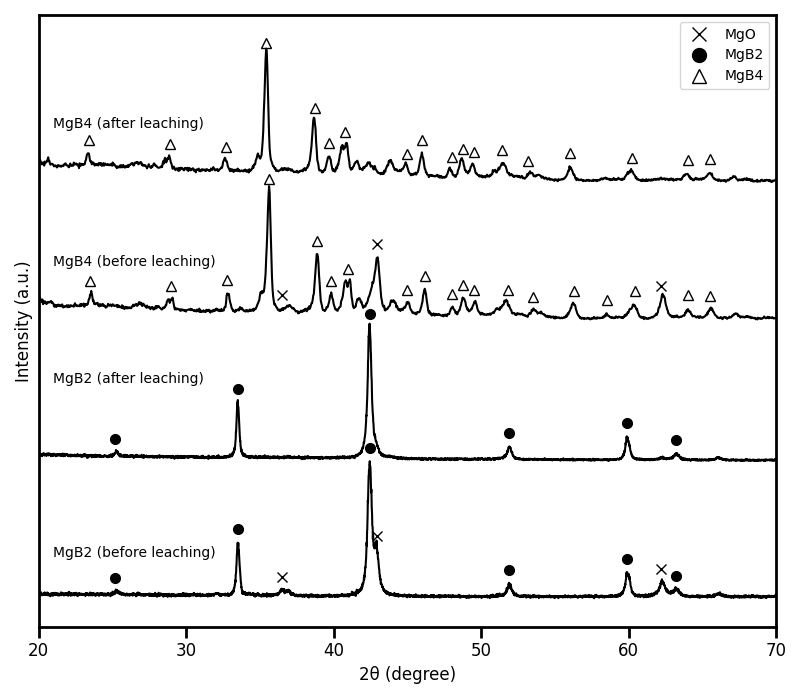 MgO
MgB2
MgB4
MgB4 (after leaching)
MgB4 (before leaching)
MgB2 (after leaching)
MgB2 (before leaching)
Intensity (a.u.)
20 30 40 50 60 70
2θ (degree)